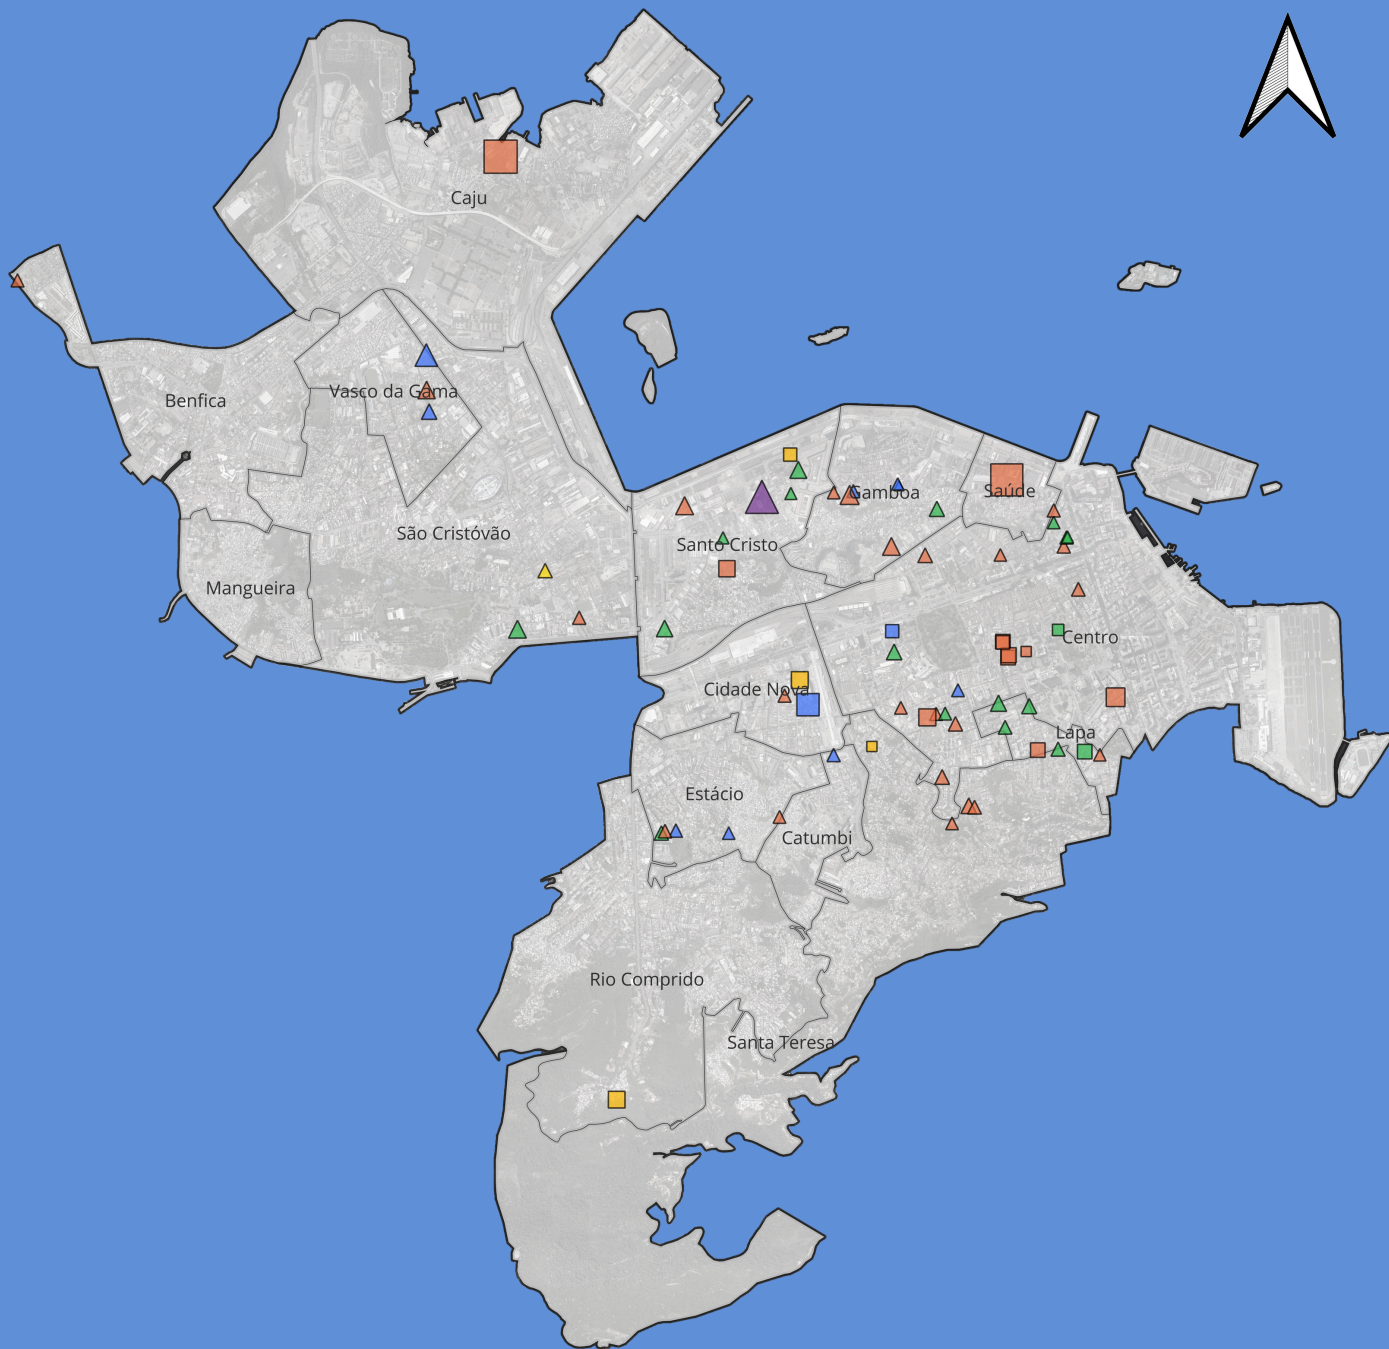 Caju
Vasco da Gama
Benfica
Gamboa
Saúde
São Cristóvão
Santo Cristo
Mangueira
Centro
Cidade Nova
Lapa
Estácio
Catumbi
Rio Comprido
Santa Teresa